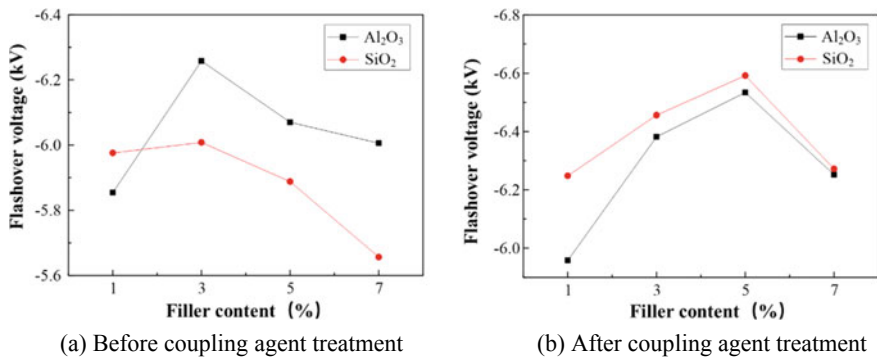 -6.4
-6.2
-6.0
-5.8
-5.6
Flashover voltage (kV)
Al₂O₃
SiO₂
1 3 5 7
Filler content (%)
(a) Before coupling agent treatment
-6.8
-6.6
-6.4
-6.2
-6.0
Flashover voltage (kV)
Al₂O₃
SiO₂
1 3 5 7
Filler content (%)
(b) After coupling agent treatment